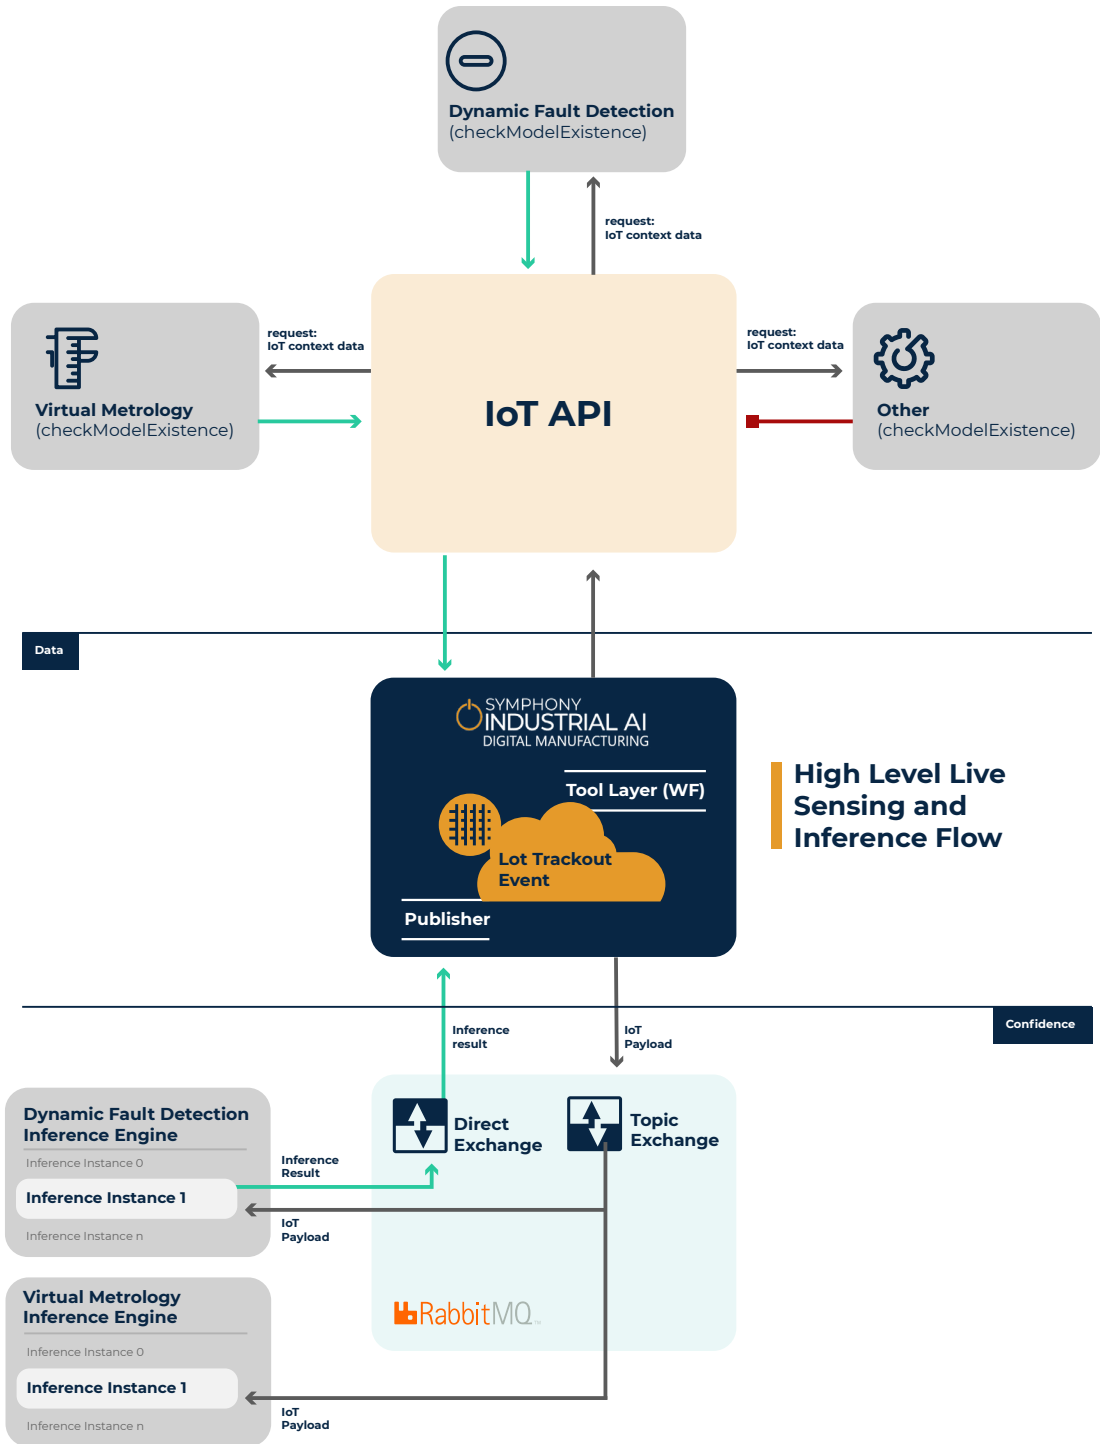 Dynamic Fault Detection
(checkModelExistence)
request:
IoT context data
request:
IoT context data
request:
IoT context data
Virtual Metrology
(checkModelExistence)
IoT API
Other
(checkModelExistence)
Data
SYMPHONY
INDUSTRIAL AI
DIGITAL MANUFACTURING
Tool Layer (WF)
Lot Trackout
Event
Publisher
High Level Live
Sensing and
Inference Flow
Confidence
Inference
result
IoT
Payload
Direct
Exchange
Topic
Exchange
Dynamic Fault Detection
Inference Engine
Inference Instance 0
Inference Instance 1
Inference Instance n
Inference
Result
IoT
Payload
RabbitMQ
Virtual Metrology
Inference Engine
Inference Instance 0
Inference Instance 1
Inference Instance n
IoT
Payload